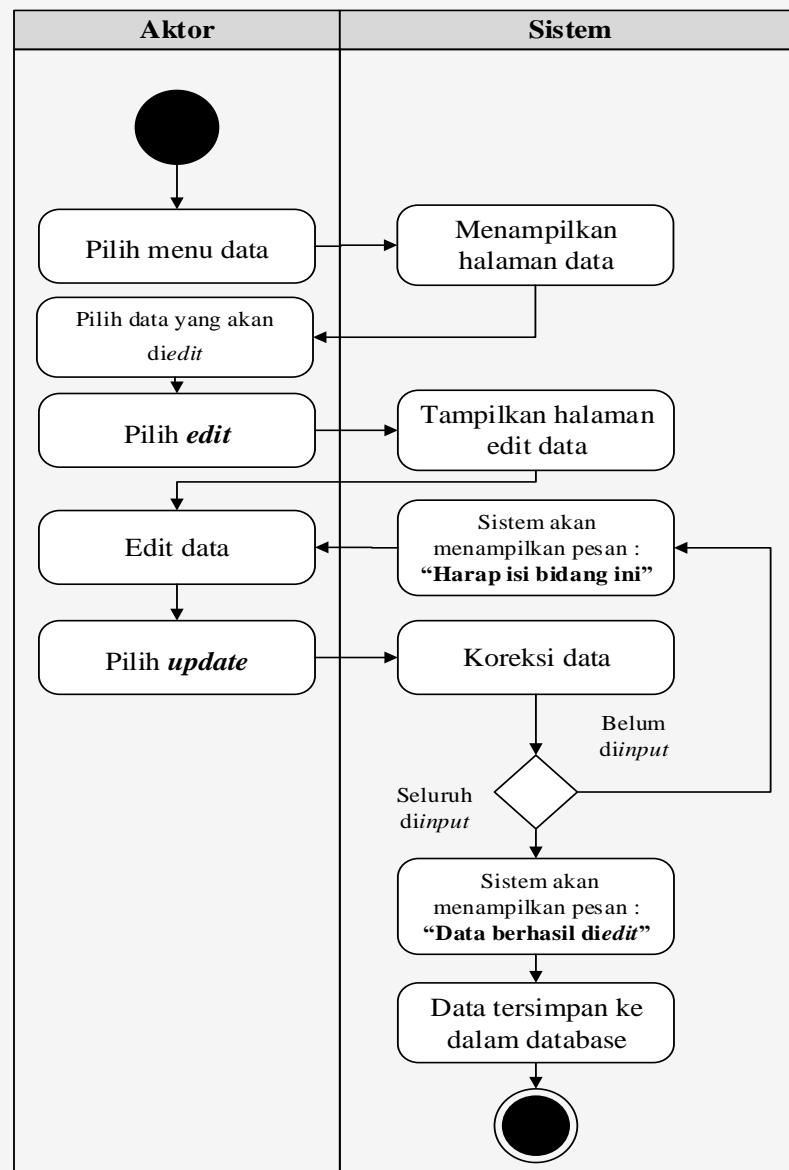 Aktor
Sistem
Pilih menu data
Menampilkan
halaman data
Pilih data yang akan
diedit
Pilih edit
Tampilkan halaman
edit data
Edit data
Sistem akan
menampilkan pesan :
“Harap isi bidang ini”
Pilih update
Koreksi data
Belum
diinput
Seluruh
diinput
Sistem akan
menampilkan pesan :
“Data berhasil diedit”
Data tersimpan ke
dalam database